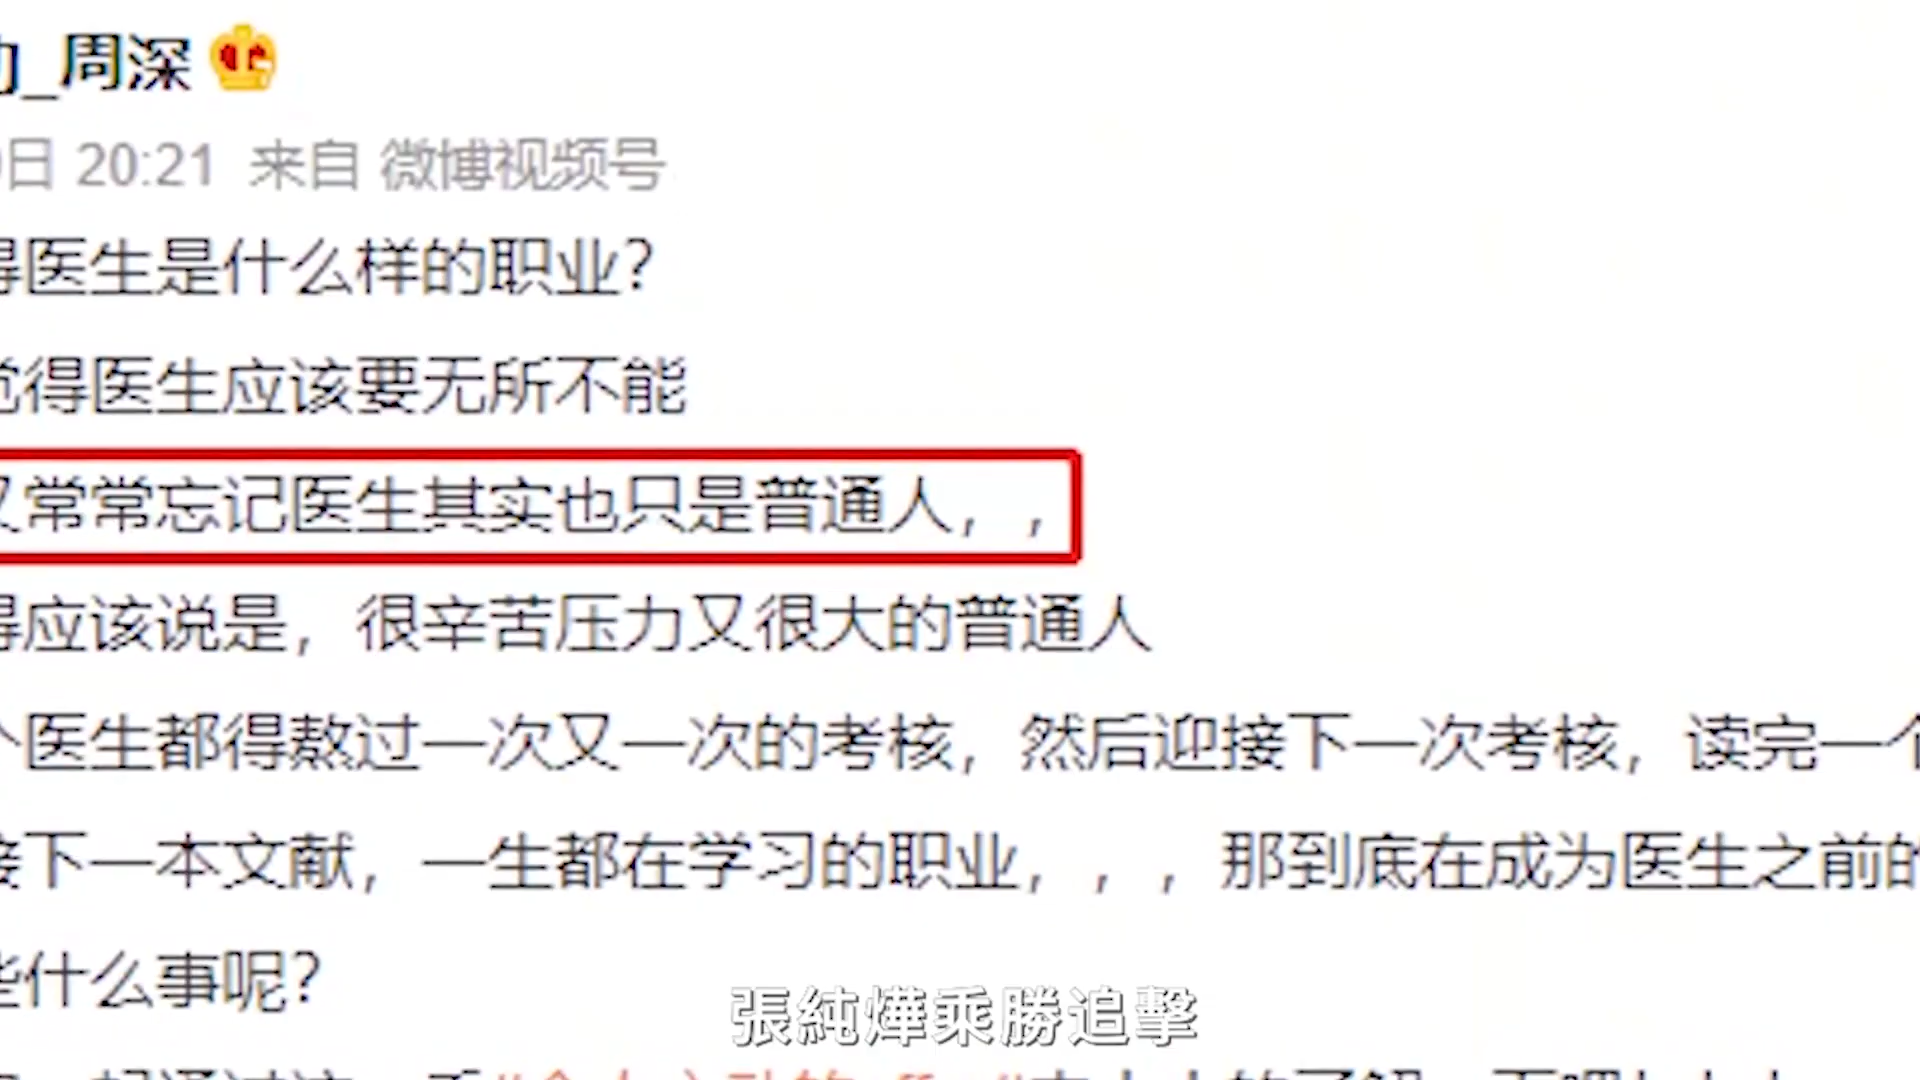 _周深
日 20:21 来自 微博视频号
得医生是什么样的职业?
觉得医生应该要无所不能
又常常忘记医生其实也只是普通人，，
得应该说是，很辛苦压力又很大的普通人
个医生都得熬过一次又一次的考核，然后迎接下一次考核，读完一个
接下一本文献，一生都在学习的职业，，，那到底在成为医生之前的
些什么事呢?
張純燁乘勝追擊